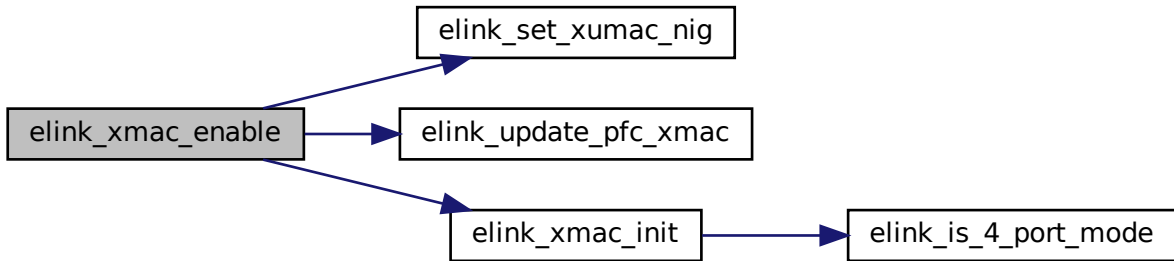 elink_set_xumac_nig
elink_xmac_enable
elink_update_pfc_xmac
elink_xmac_init
elink_is_4_port_mode